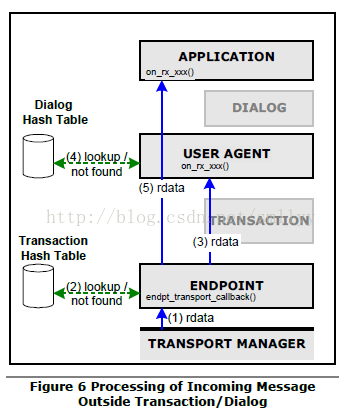 APPLICATION
on_rx_xxx()
DIALOG
Dialog
Hash Table
(4) lookup /
not found
USER AGENT
on_rx_xxx()
(5) rdata
TRANSACTION
(3) rdata
Transaction
Hash Table
(2) lookup /
not found
ENDPOINT
endpt_transport_callback()
(1) rdata
TRANSPORT MANAGER
Figure 6 Processing of Incoming Message
Outside Transaction/Dialog